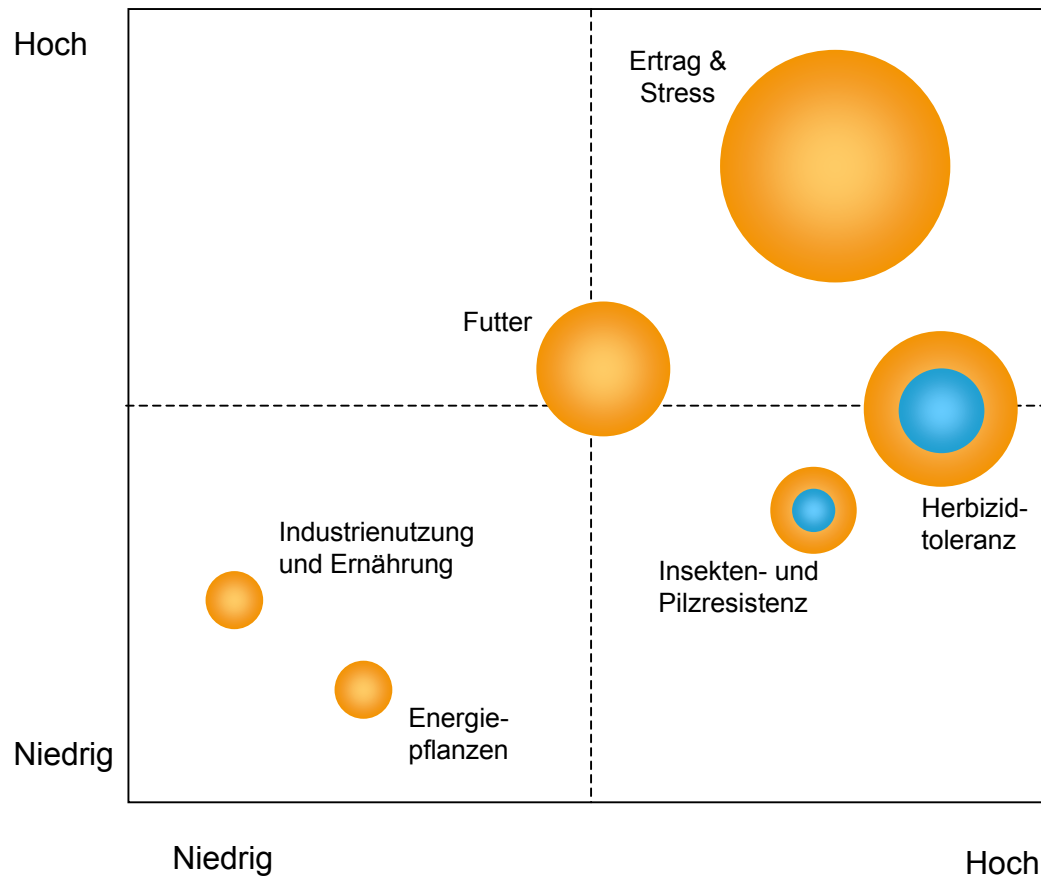 Hoch
Ertrag &
Stress
Futter
Herbizid-
toleranz
Insekten- und
Pilzresistenz
Industrienutzung
und Ernährung
Energie-
pflanzen
Niedrig
Niedrig
Hoch